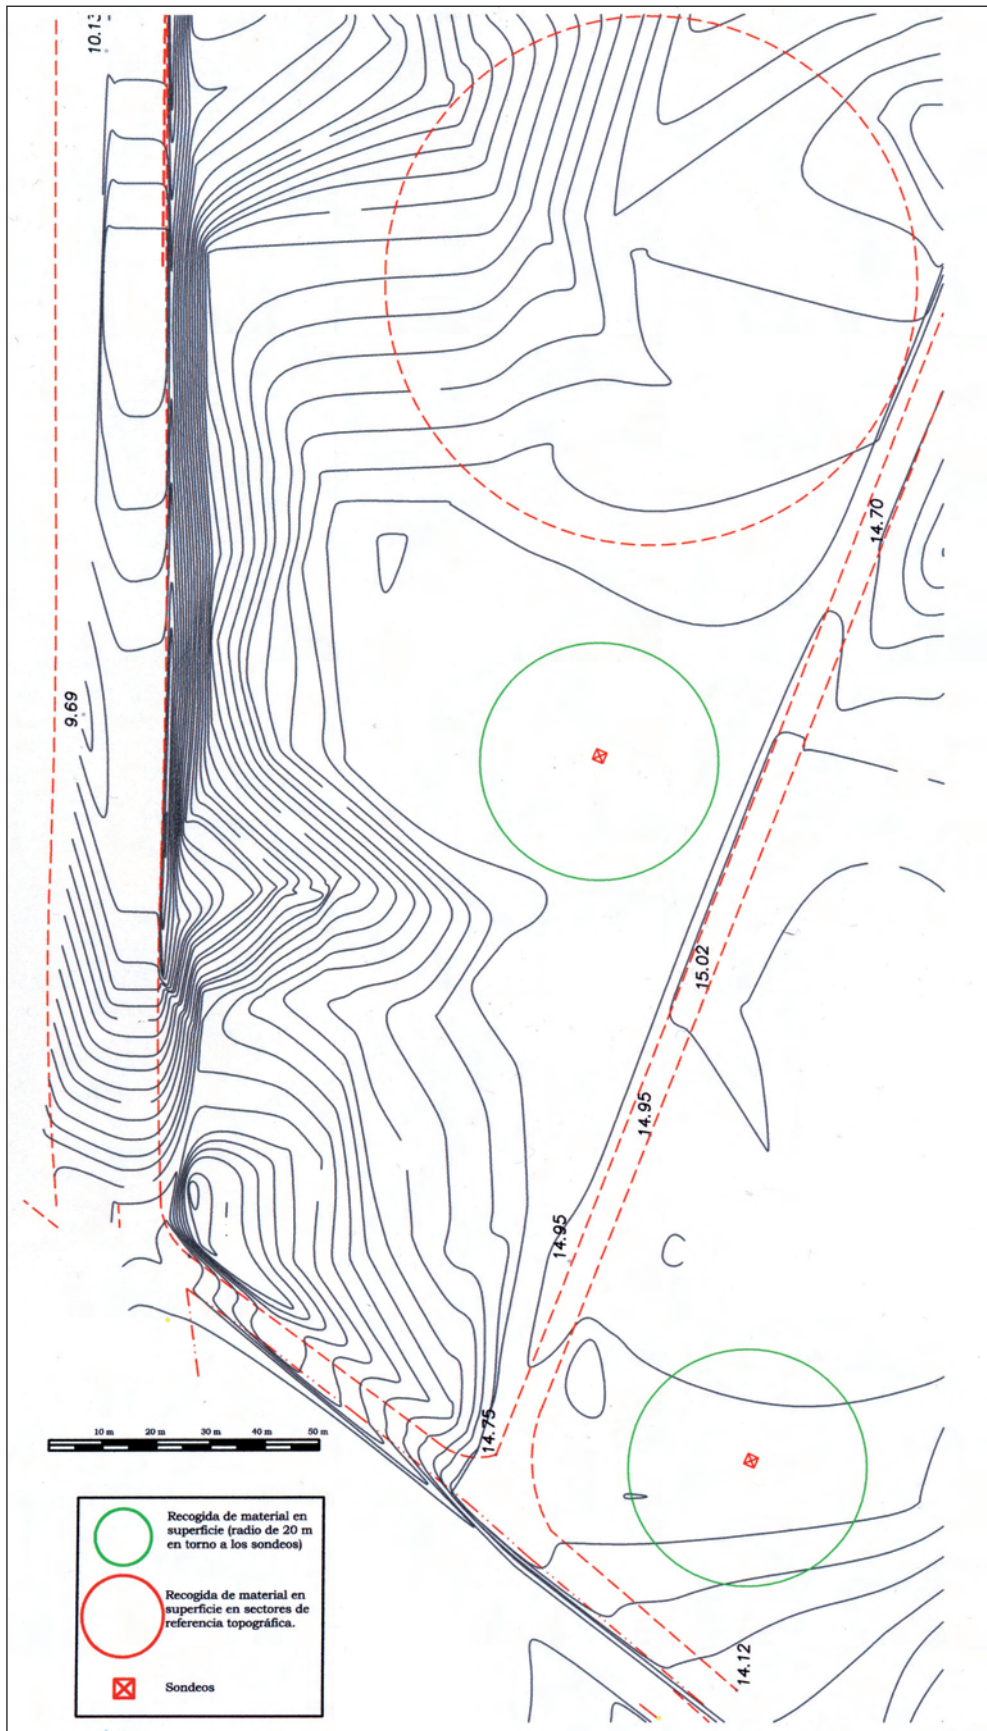 10.13
14.70
9.69
15.02
14.95
14.95
C
14.75
10 m 20 m 30 m 40 m 50 m
14.12
Recogida de material en
superficie (radio de 20 m
en torno a los sondeos)
Recogida de material en
superficie en sectores de
referencia topográfica.
Sondeos